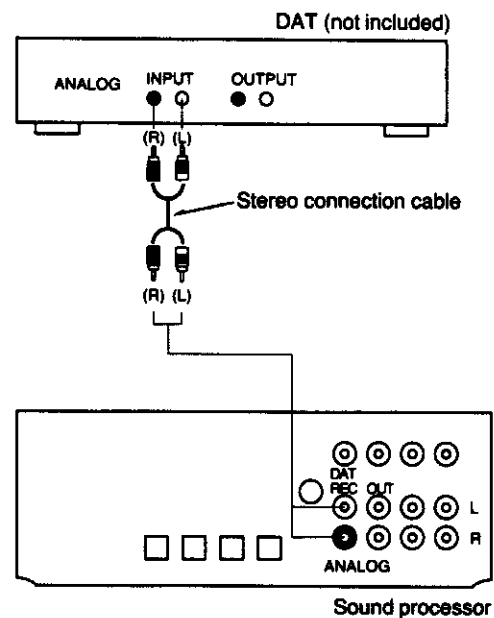 DAT (not included)
ANALOG INPUT OUTPUT
(R) (L)
Stereo connection cable
(R) (L)
DAT
REC OUT
L
R
ANALOG
Sound processor